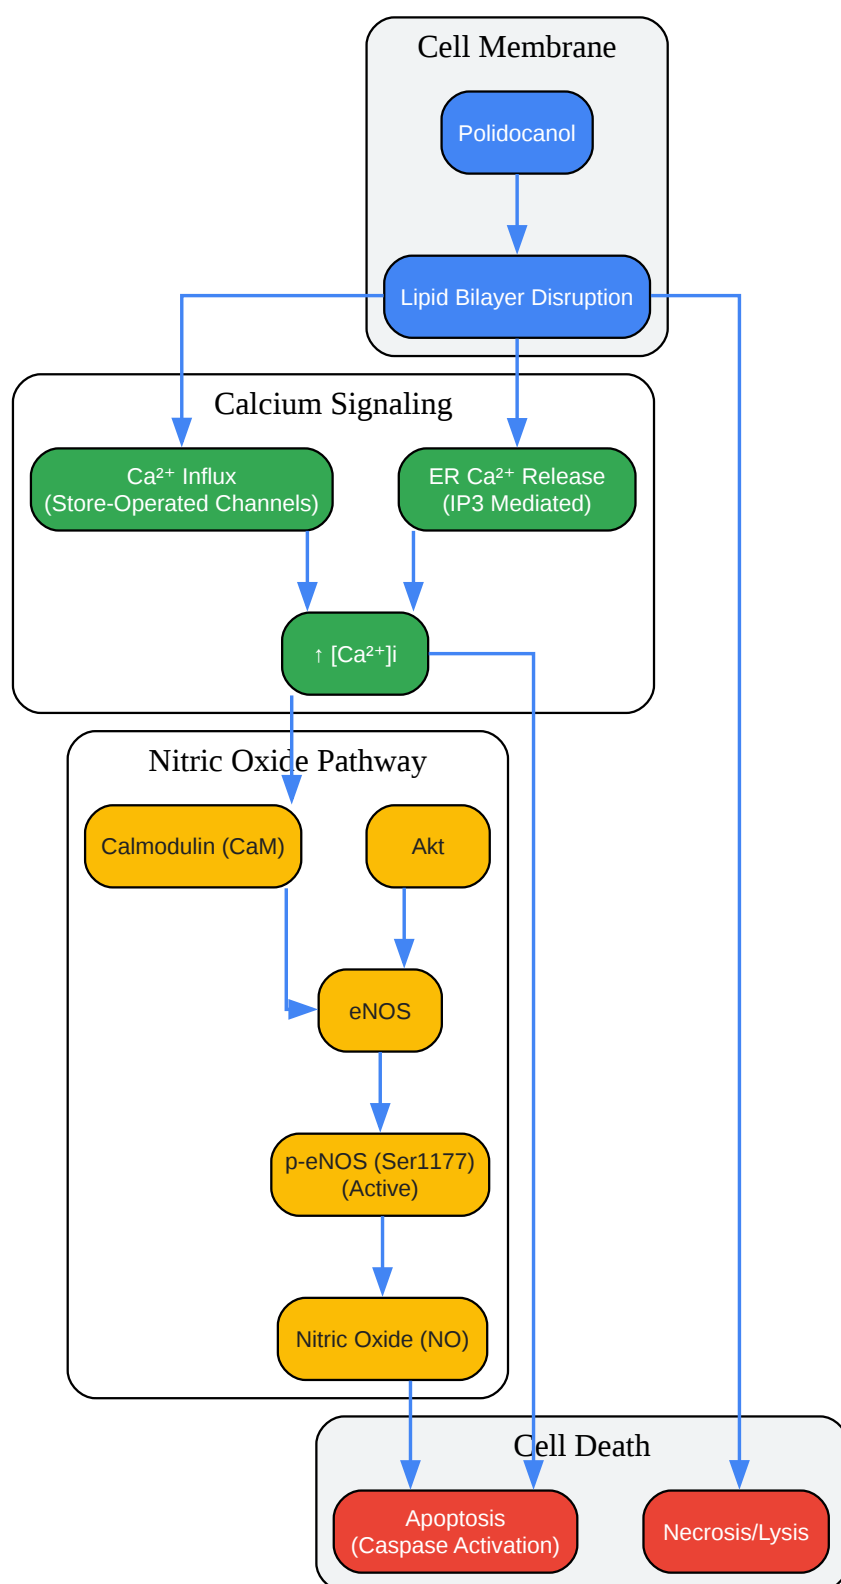 Cell Membrane
Polidocanol
Lipid Bilayer Disruption
Calcium Signaling
Ca²⁺ Influx
(Store-Operated Channels)
ER Ca²⁺ Release
(IP3 Mediated)
↑ [Ca²⁺]i
Nitric Oxide Pathway
Calmodulin (CaM)
Akt
eNOS
p-eNOS (Ser1177)
(Active)
Nitric Oxide (NO)
Cell Death
Apoptosis
(Caspase Activation)
Necrosis/Lysis